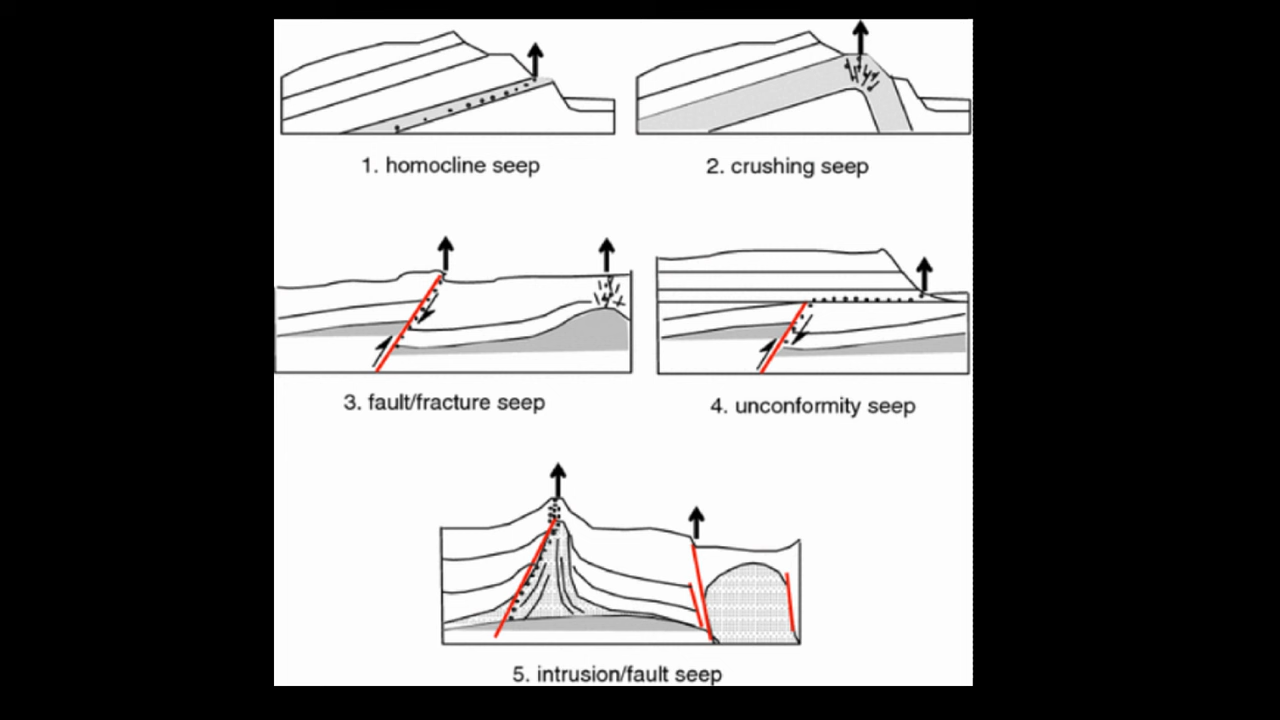 1. homocline seep
2. crushing seep
3. fault/fracture seep
4. unconformity seep
5. intrusion/fault seep